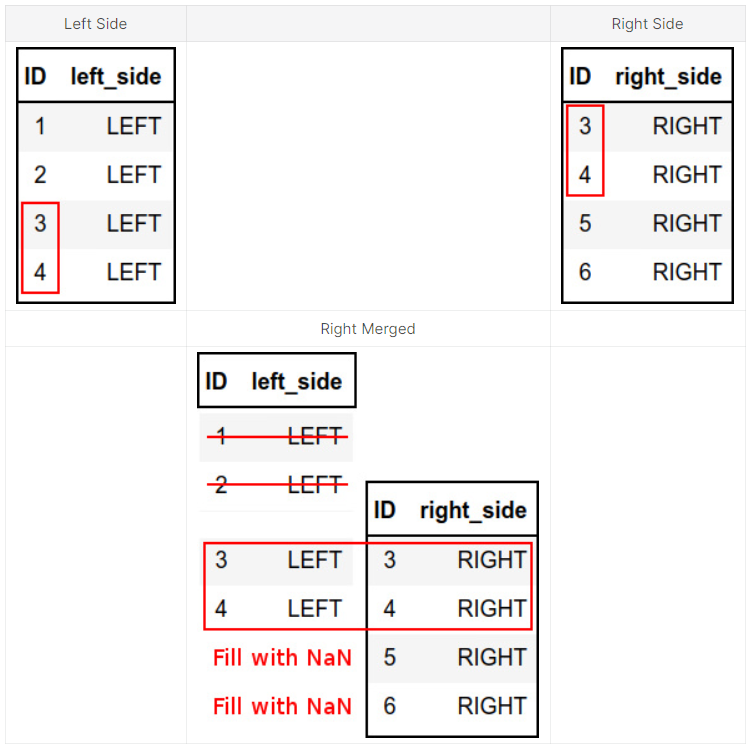 Left Side Right Side
ID left_side ID right_side
1 LEFT 3 RIGHT
2 LEFT 4 RIGHT
3 LEFT 5 RIGHT
4 LEFT 6 RIGHT
Right Merged
ID left_side
1 LEFT
2 LEFT
ID right_side
3 LEFT 3 RIGHT
4 LEFT 4 RIGHT
Fill with NaN 5 RIGHT
Fill with NaN 6 RIGHT